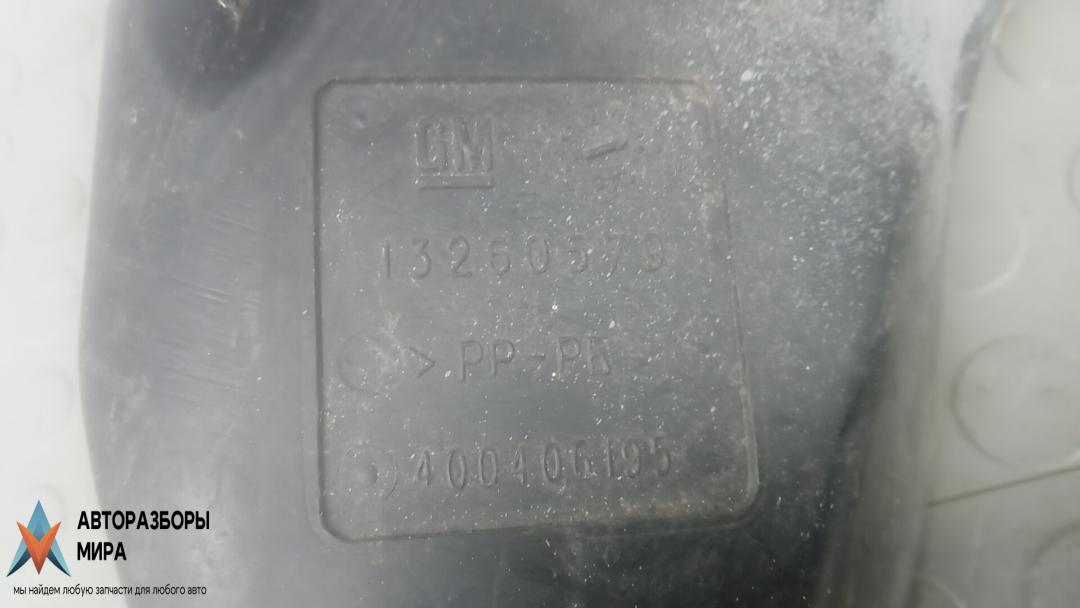 GM
13260579
>PP-PE
400406195
АВТОРАЗБОРЫ
МИРА
мы найдем любую запчасти для любого авто